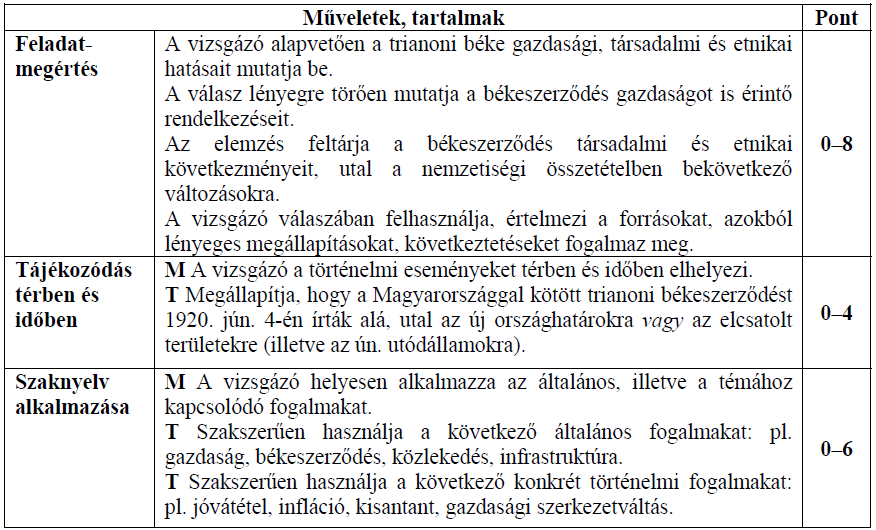 Műveletek, tartalmak Pont
Feladat-
megértés
A vizsgázó alapvetően a trianoni béke gazdasági, társadalmi és etnikai
hatásait mutatja be.
A válasz lényegre törően mutatja a békeszerződés gazdaságot is érintő
rendelkezéseit.
Az elemzés feltárja a békeszerződés társadalmi és etnikai
következményeit, utal a nemzetiségi összetételben bekövetkező
változásokra.
A vizsgázó válaszában felhasználja, értelmezi a forrásokat, azokból
lényeges megállapításokat, következtetéseket fogalmaz meg.
0–8
Tájékozódás
térben és
időben
M A vizsgázó a történelmi eseményeket térben és időben elhelyezi.
T Megállapítja, hogy a Magyarországgal kötött trianoni békeszerződést
1920. jún. 4-én írták alá, utal az új országhatárokra vagy az elcsatolt
területekre (illetve az ún. utódállamokra).
0–4
Szaknyelv
alkalmazása
M A vizsgázó helyesen alkalmazza az általános, illetve a témához
kapcsolódó fogalmakat.
T Szakszerűen használja a következő általános fogalmakat: pl.
gazdaság, békeszerződés, közlekedés, infrastruktúra.
T Szakszerűen használja a következő konkrét történelmi fogalmakat:
pl. jóvátétel, infláció, kisantant, gazdasági szerkezetváltás.
0–6